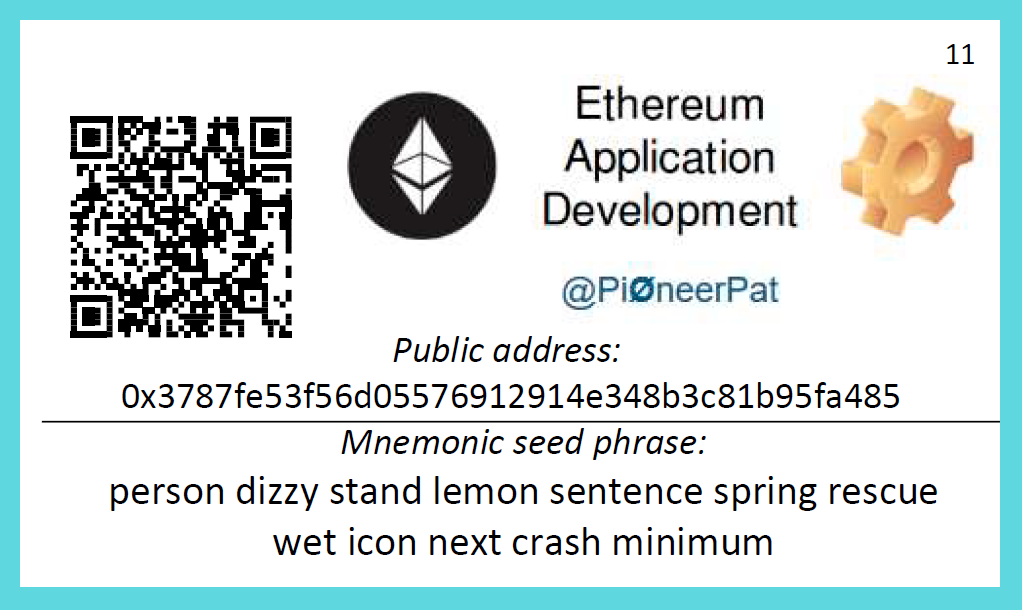 11
Ethereum
Application
Development
@PiØneerPat
Public address:
0x3787fe53f56d05576912914e348b3c81b95fa485
Mnemonic seed phrase:
person dizzy stand lemon sentence spring rescue
wet icon next crash minimum